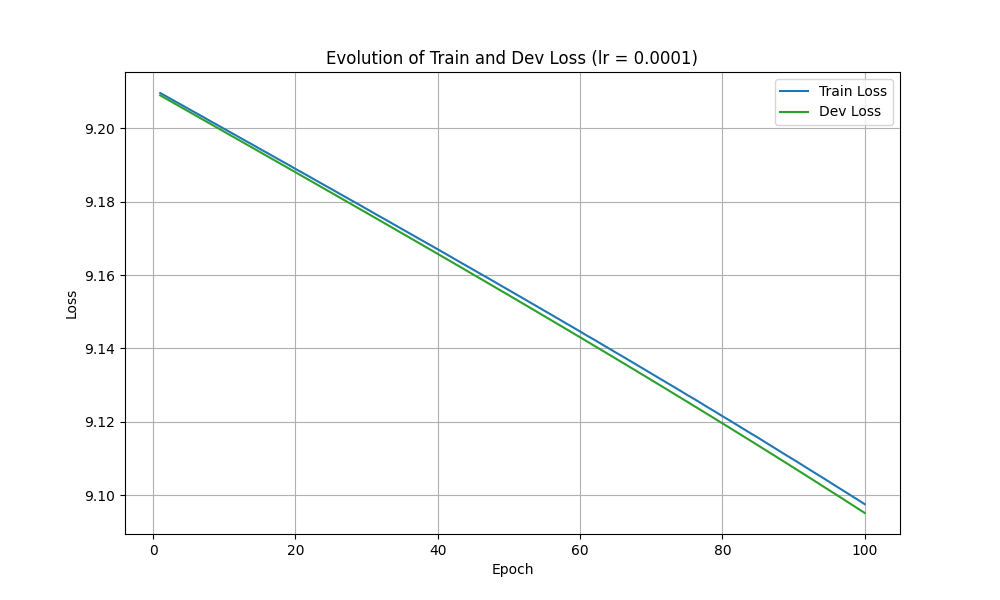 Evolution of Train and Dev Loss (lr = 0.0001)
Train Loss
Dev Loss
9.20
9.18
9.16
9.14
9.12
9.10
Loss
0 20 40 60 80 100
Epoch